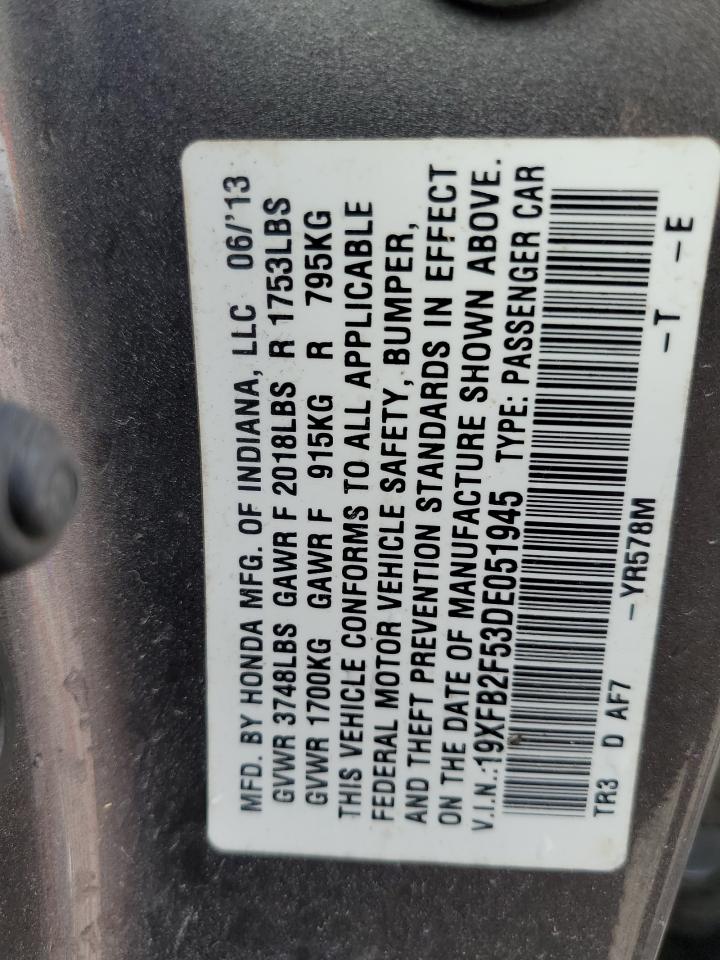 MFD. BY HONDA MFG. OF INDIANA, LLC 06/'13
GVWR 3748LBS GAWR F 2018LBS R 1753LBS
GVWR 1700KG GAWR F 915KG R 795KG
THIS VEHICLE CONFORMS TO ALL APPLICABLE
FEDERAL MOTOR VEHICLE SAFETY, BUMPER,
AND THEFT PREVENTION STANDARDS IN EFFECT
ON THE DATE OF MANUFACTURE SHOWN ABOVE.
V.I.N.:19XFB2F53DE051945 TYPE: PASSENGER CAR
TR3 D AF7 -YR578M -T -E